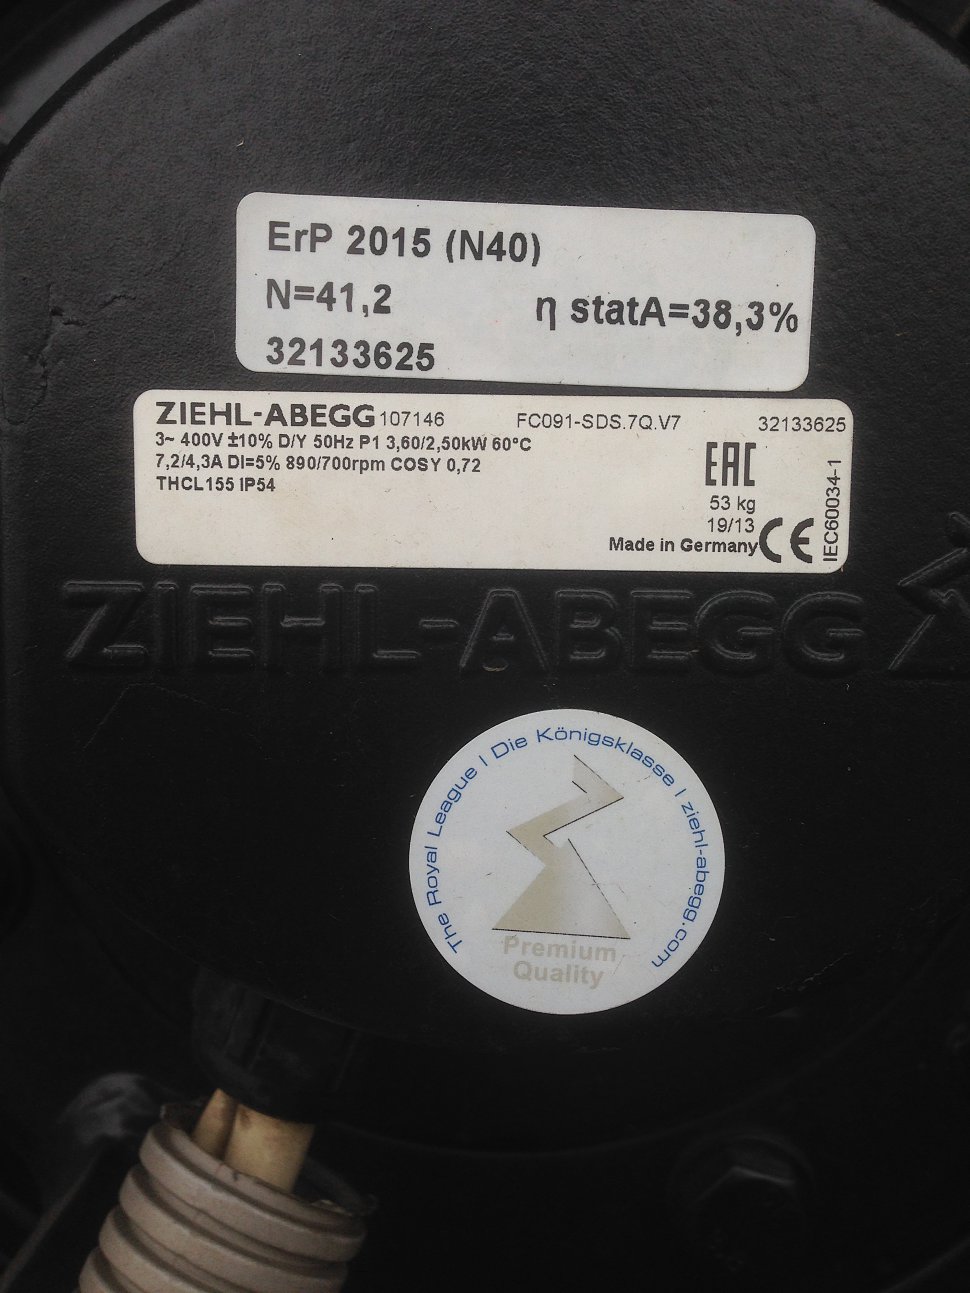 ErP 2015 (N40)
N=41,2 η statA=38,3%
32133625
ZIEHL-ABEGG 107146 FC091-SDS.7Q.V7 32133625
3~ 400V ±10% D/Y 50Hz P1 3,60/2,50kW 60°C
7,2/4,3A DI=5% 890/700rpm COSY 0,72
THCL155 IP54
EAC
53 kg
19/13
Made in Germany CE
IEC60034-1
ZIEHL-ABEGG
The Royal League | Die Königsklasse | ziehl-abegg.com
Premium
Quality